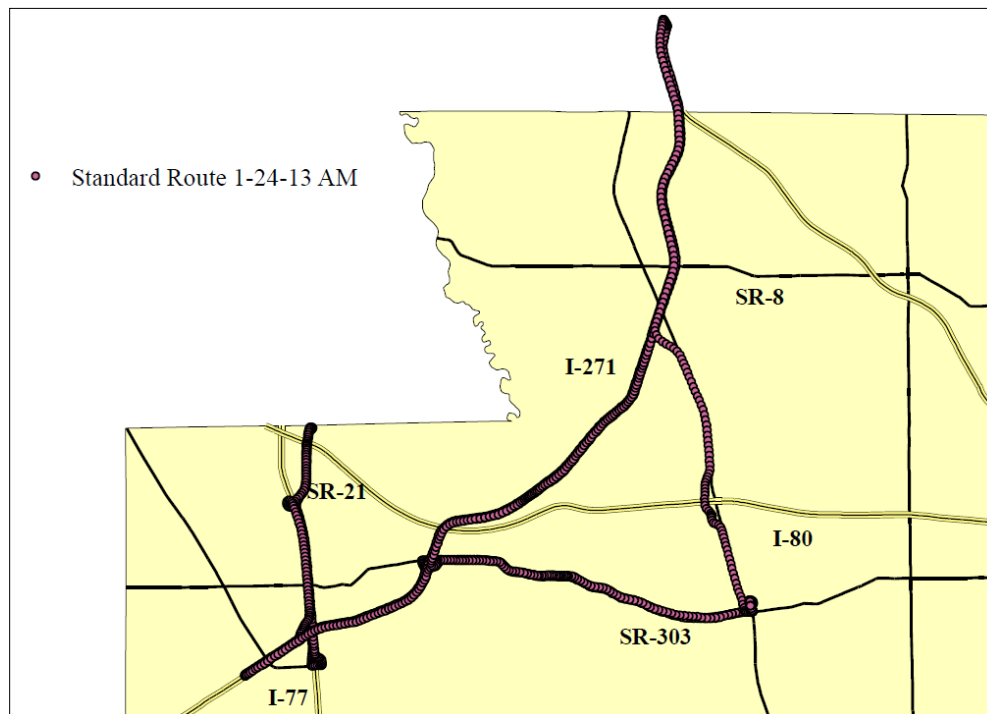 Standard Route 1-24-13 AM
SR-8
I-271
SR-21
I-80
SR-303
I-77